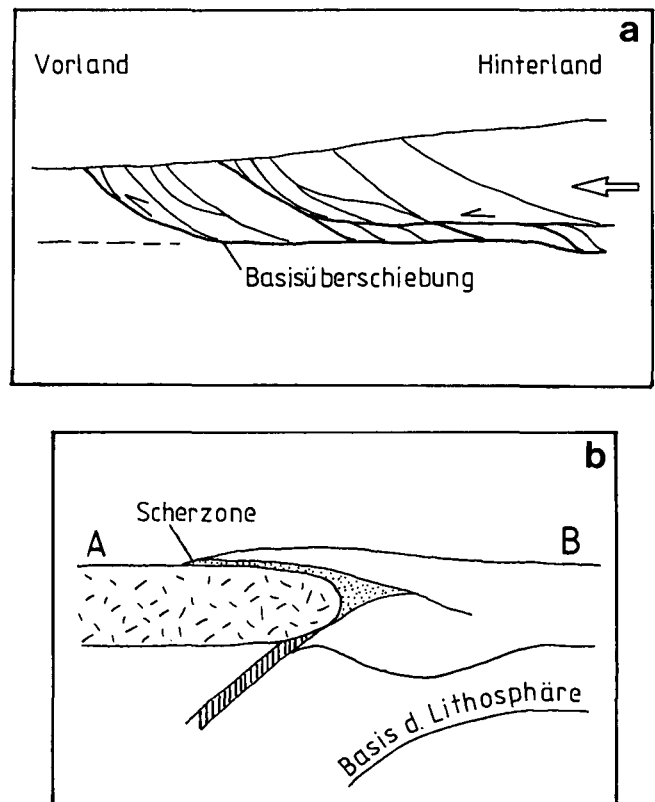 a
Vorland Hinterland
Basisüberschiebung
b
Scherzone
A B
Basis d. Lithosphäre